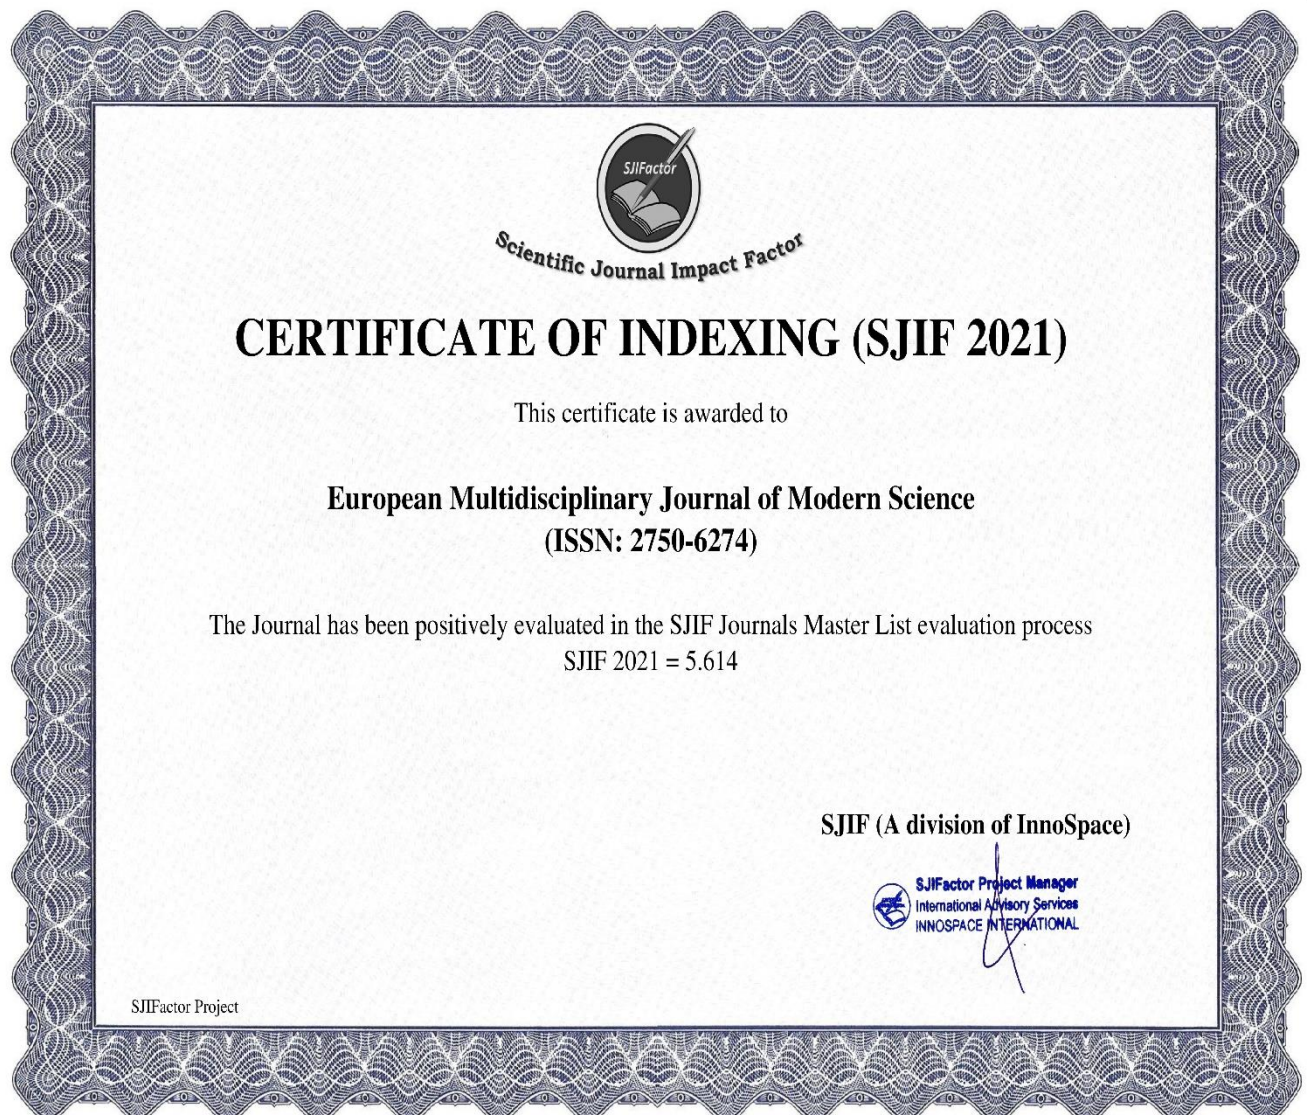 SJIFactor
Scientific Journal Impact Factor
CERTIFICATE OF INDEXING (SJIF 2021)
This certificate is awarded to
European Multidisciplinary Journal of Modern Science
(ISSN: 2750-6274)
The Journal has been positively evaluated in the SJIF Journals Master List evaluation process
SJIF 2021 = 5.614
SJIF (A division of InnoSpace)
SJIFactor Project Manager
International Advisory Services
INNOSPACE INTERNATIONAL
SJIFactor Project